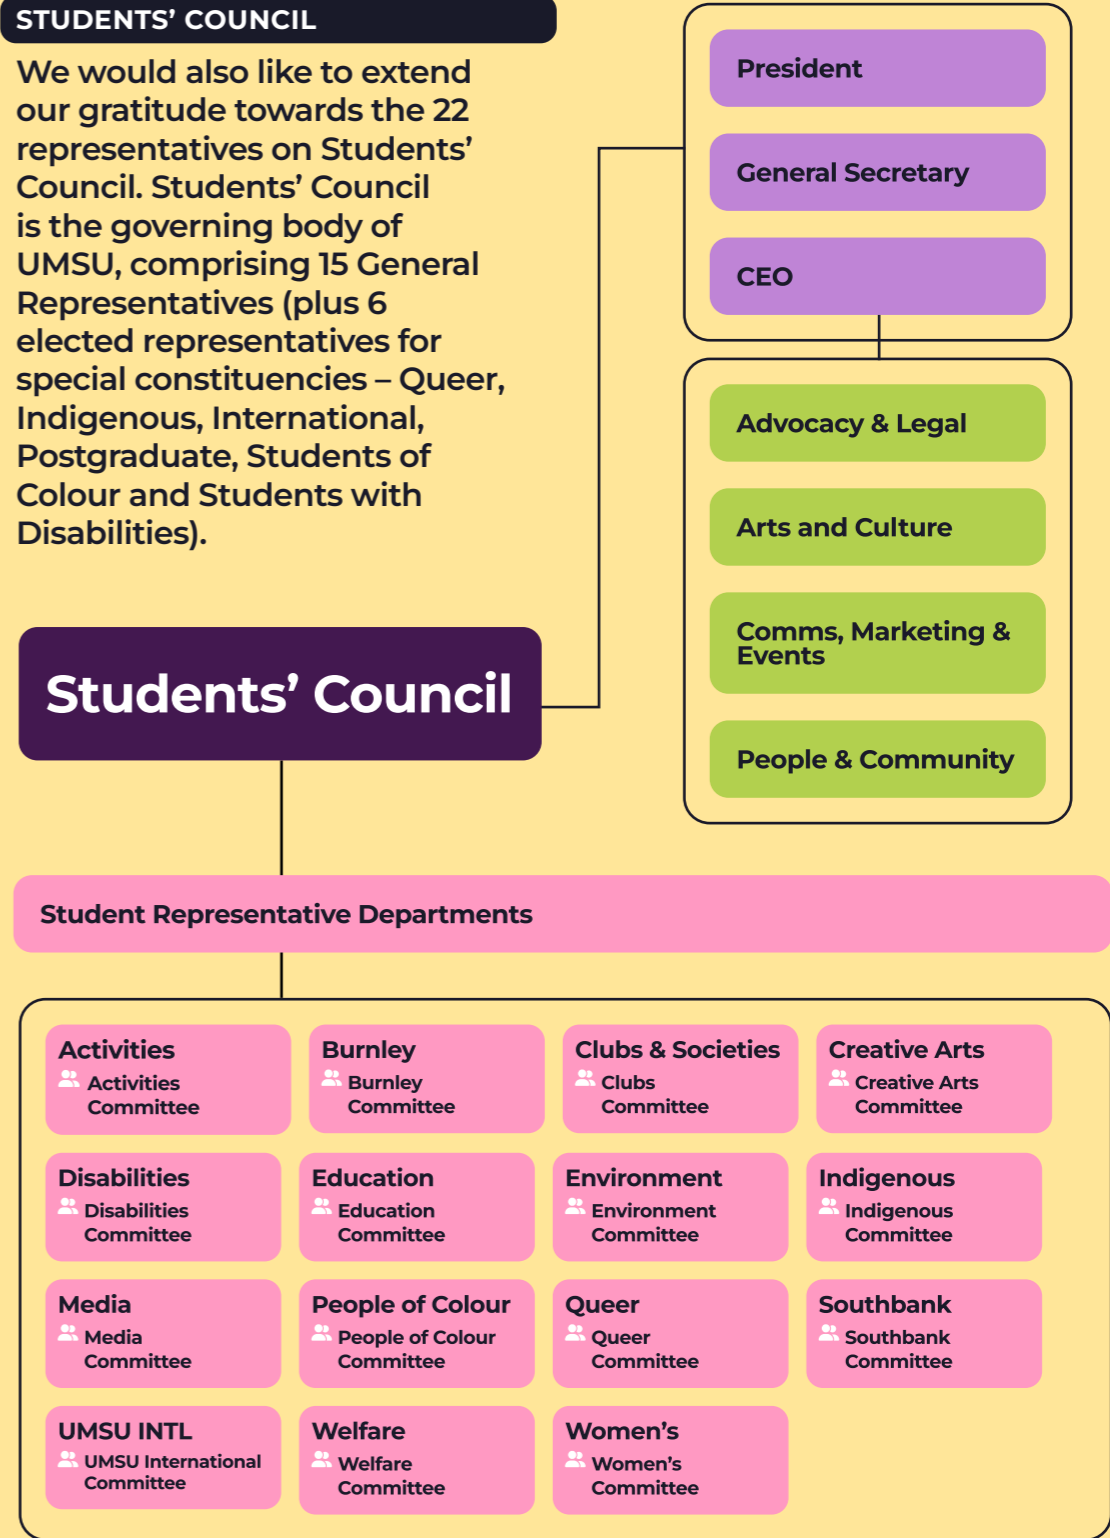 STUDENTS’ COUNCIL
We would also like to extend
our gratitude towards the 22
representatives on Students’
Council. Students’ Council
is the governing body of
UMSU, comprising 15 General
Representatives (plus 6
elected representatives for
special constituencies – Queer,
Indigenous, International,
Postgraduate, Students of
Colour and Students with
Disabilities).
President
General Secretary
CEO
Advocacy & Legal
Arts and Culture
Comms, Marketing &
Events
People & Community
Students’ Council
Student Representative Departments
Activities
Activities
Committee
Burnley
Burnley
Committee
Clubs & Societies
Clubs
Committee
Creative Arts
Creative Arts
Committee
Disabilities
Disabilities
Committee
Education
Education
Committee
Environment
Environment
Committee
Indigenous
Indigenous
Committee
Media
Media
Committee
People of Colour
People of Colour
Committee
Queer
Queer
Committee
Southbank
Southbank
Committee
UMSU INTL
UMSU International
Committee
Welfare
Welfare
Committee
Women’s
Women’s
Committee